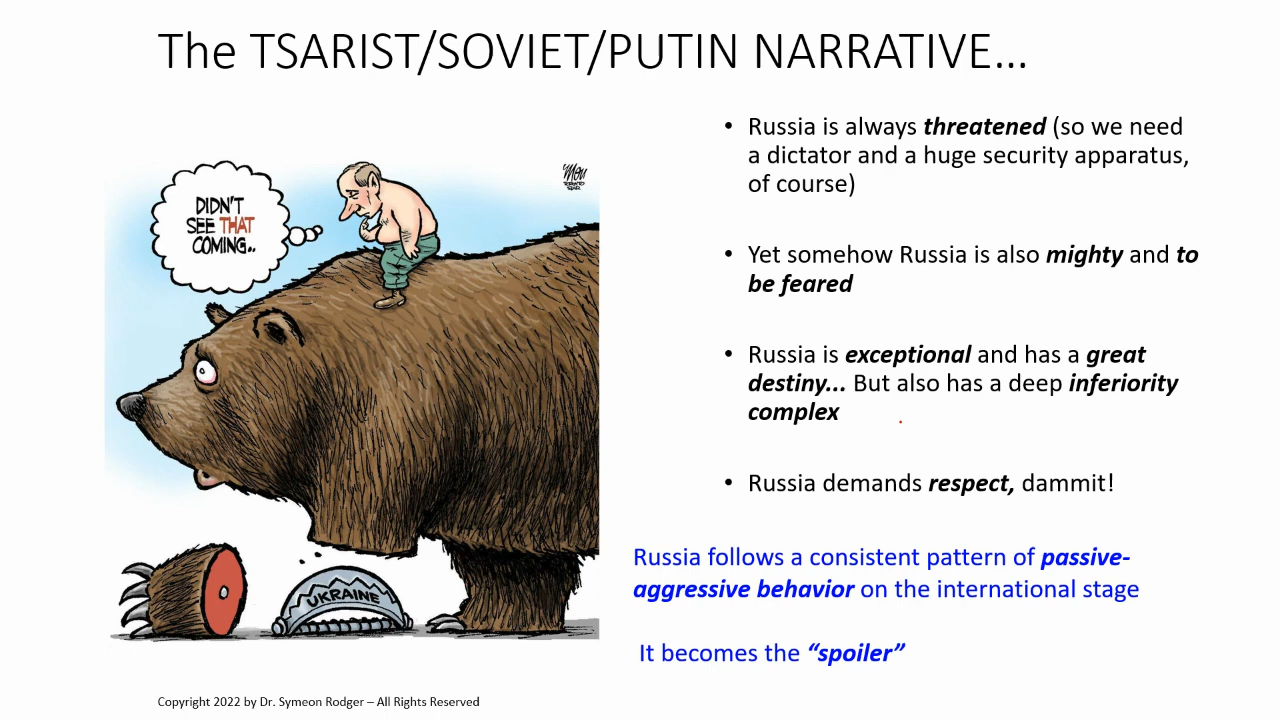 The TSARIST/SOVIET/PUTIN NARRATIVE...
DIDN'T
SEE THAT
COMING..
TORONTO
STAR
UKRAINE
• Russia is always threatened (so we need
a dictator and a huge security apparatus,
of course)
• Yet somehow Russia is also mighty and to
be feared
• Russia is exceptional and has a great
destiny... But also has a deep inferiority
complex
• Russia demands respect, dammit!
Russia follows a consistent pattern of passive-
aggressive behavior on the international stage
It becomes the “spoiler”
Copyright 2022 by Dr. Symeon Rodger – All Rights Reserved